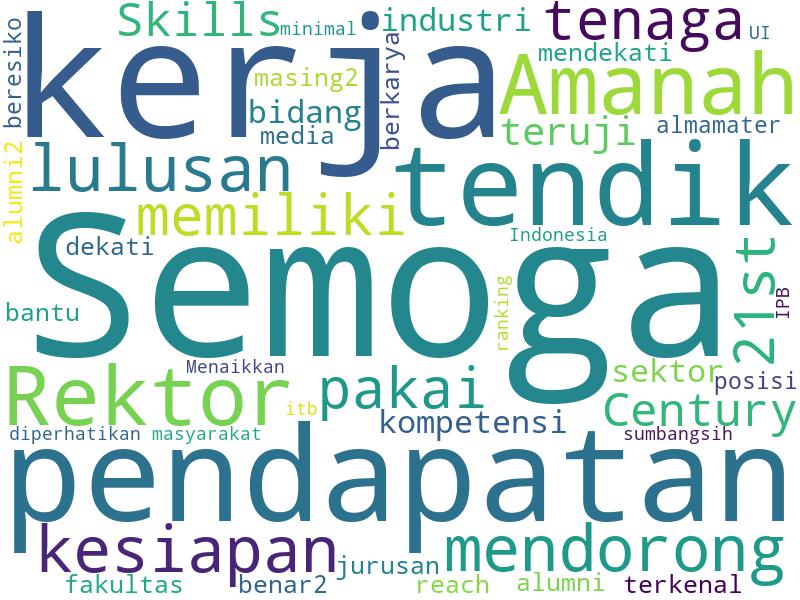 Skills
minimal
industri
tenaga
UI
beresiko
kerja
masing2
berkarya
mendekati
Amanah
bidang
media
teruji
almamater
alumni2
lulusan
tendik
memiliki
dekati
Indonesia
Semoga
21st
bantu
ranking
IPB
Menaikkan
Rektor
pakai
sektor
posisi
itb
kompetensi
Century
diperhatikan
masyarakat
sumbangsih
pendapatan
kesiapan
jurusan
mendorong
fakultas
benar2
reach
alumni
terkenal